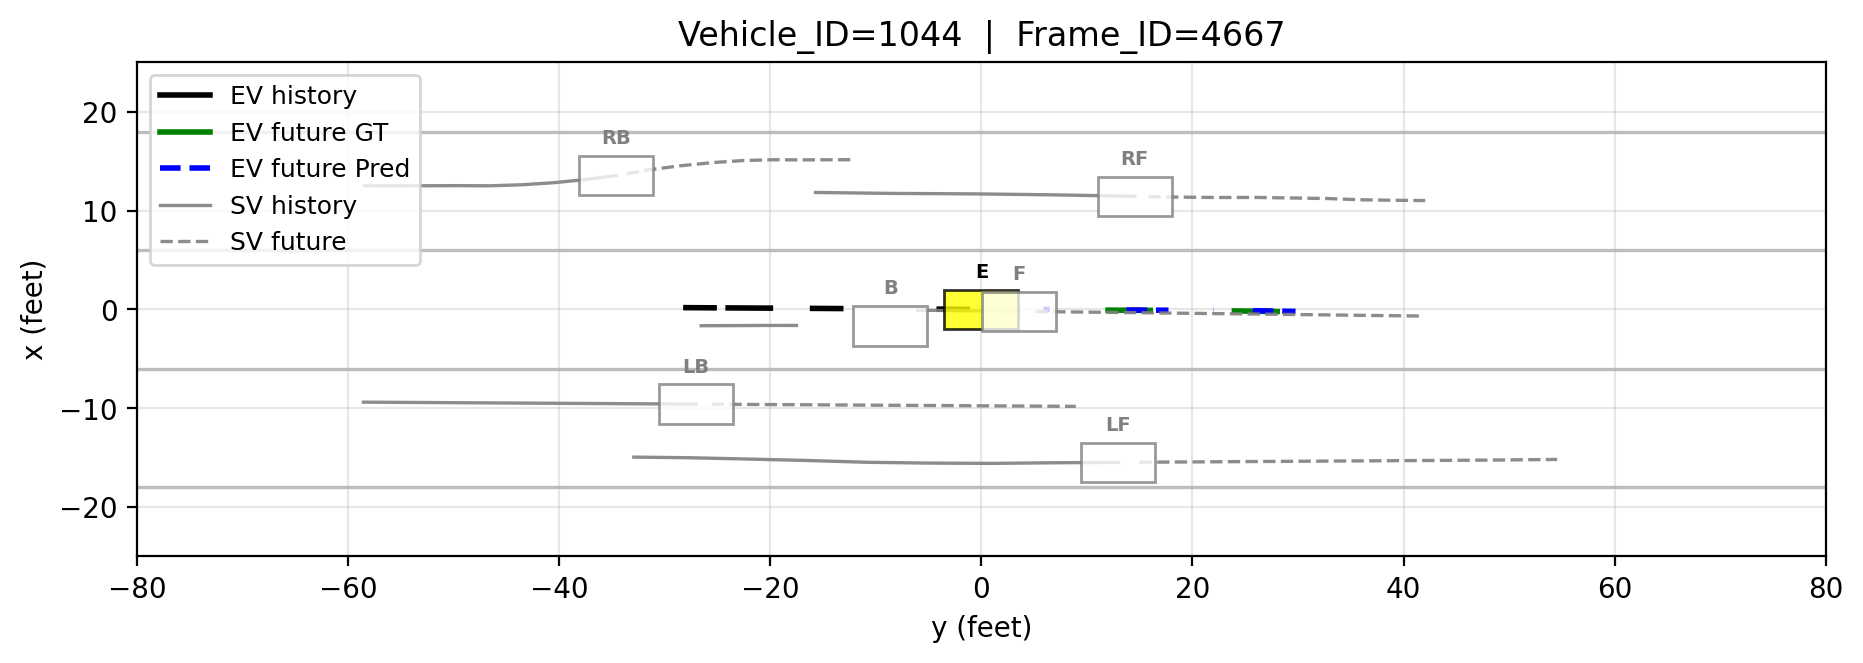 Vehicle_ID=1044  |  Frame_ID=4667
EV history
EV future GT
EV future Pred
SV history
SV future
RB
RF
E
F
B
LB
LF
20
10
0
−10
−20
x (feet)
−80
−60
−40
−20
0
20
40
60
80
y (feet)